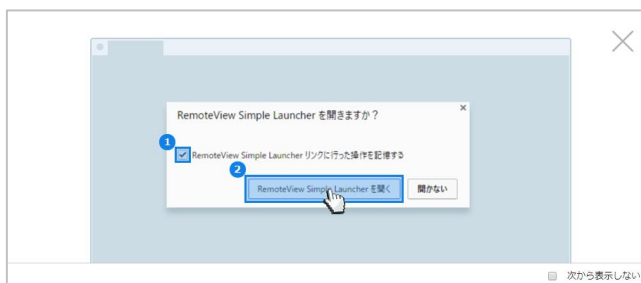 RemoteView Simple Launcher を開きますか？
1
RemoteView Simple Launcher リンクに行った操作を記憶する
2
RemoteView Simple Launcher を開く
開かない
次から表示しない